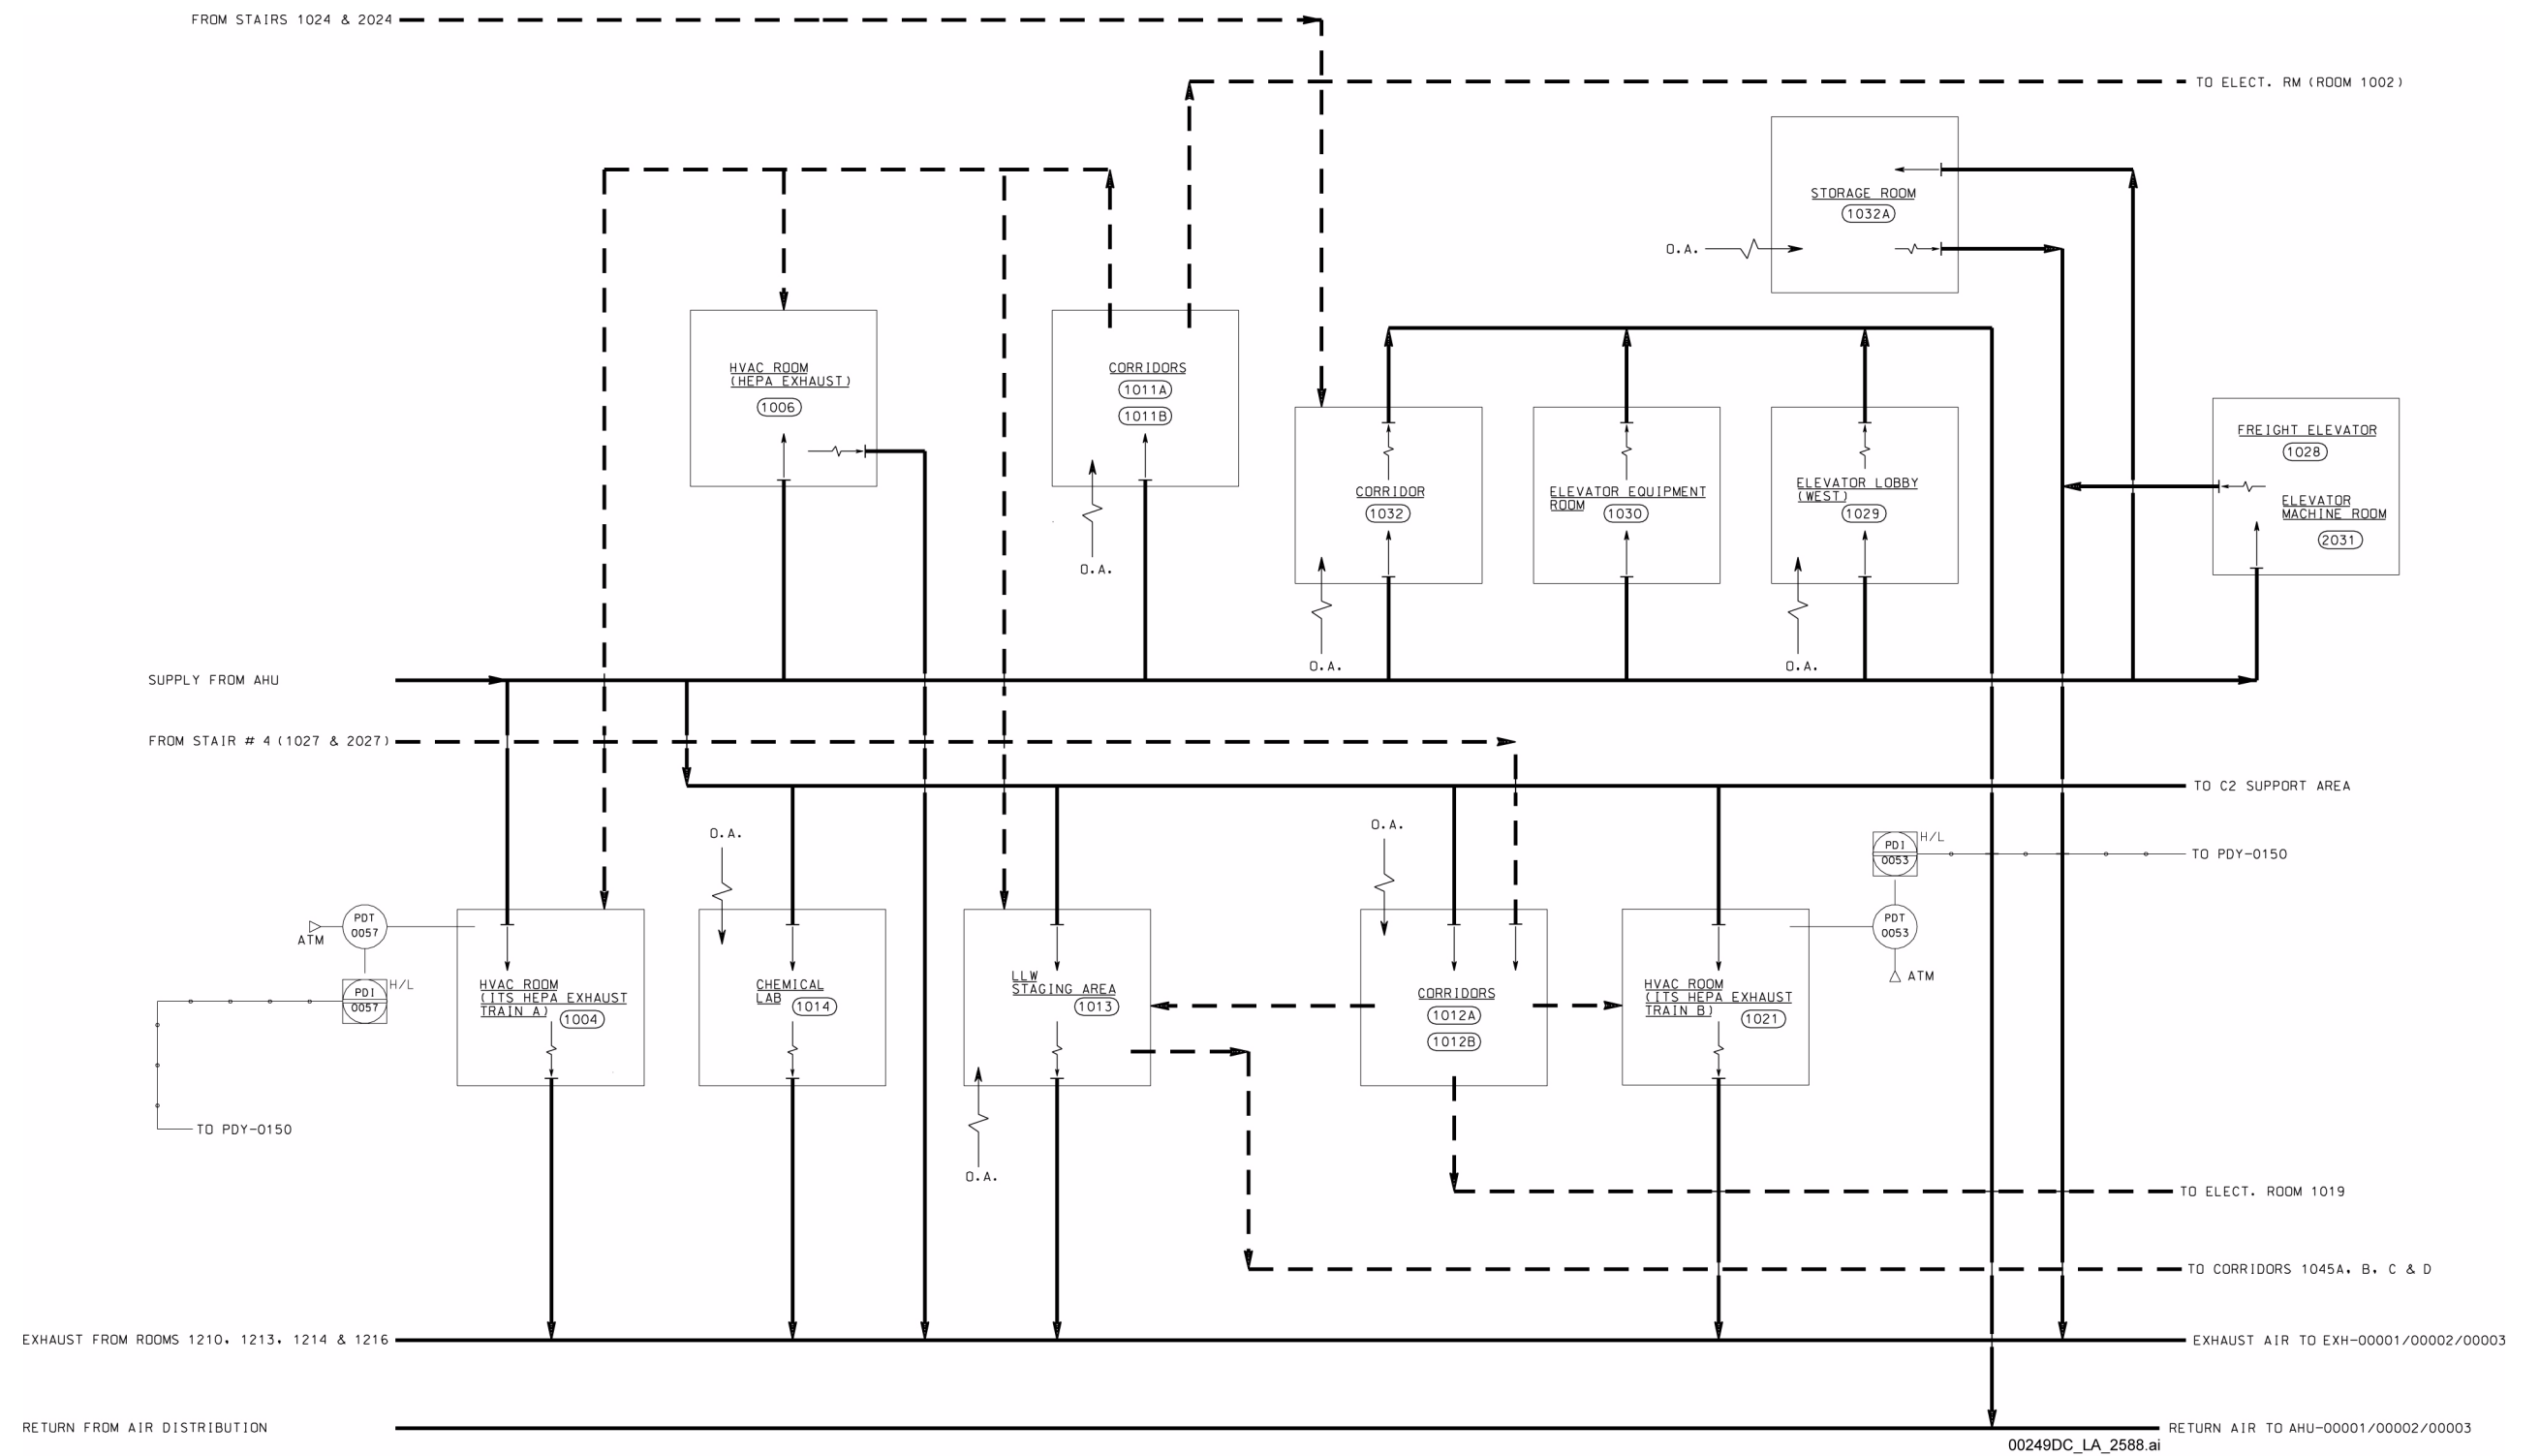 FROM STAIRS 1024 & 2024
TO ELECT. RM (ROOM 1002)
STORAGE ROOM
1032A
O.A.
HVAC ROOM
(HEPA EXHAUST)
1006
CORRIDORS
1011A
1011B
O.A.
CORRIDOR
1032
O.A.
ELEVATOR EQUIPMENT
ROOM
1030
ELEVATOR LOBBY
(WEST)
1029
O.A.
FREIGHT ELEVATOR
1028
ELEVATOR
MACHINE ROOM
2031
SUPPLY FROM AHU
FROM STAIR # 4 (1027 & 2027)
TO C2 SUPPORT AREA
O.A.
O.A.
PDI
0053
H/L
TO PDY-0150
PDT
0057
ATM
PDI
0057
H/L
TO PDY-0150
HVAC ROOM
(ITS HEPA EXHAUST
TRAIN A)
1004
CHEMICAL
LAB
1014
LLW
STAGING AREA
1013
O.A.
CORRIDORS
1012A
1012B
HVAC ROOM
(ITS HEPA EXHAUST
TRAIN B)
1021
PDT
0053
ATM
TO ELECT. ROOM 1019
TO CORRIDORS 1045A, B, C & D
EXHAUST FROM ROOMS 1210, 1213, 1214 & 1216
EXHAUST AIR TO EXH-00001/00002/00003
RETURN FROM AIR DISTRIBUTION
RETURN AIR TO AHU-00001/00002/00003
00249DC_LA_2588.ai